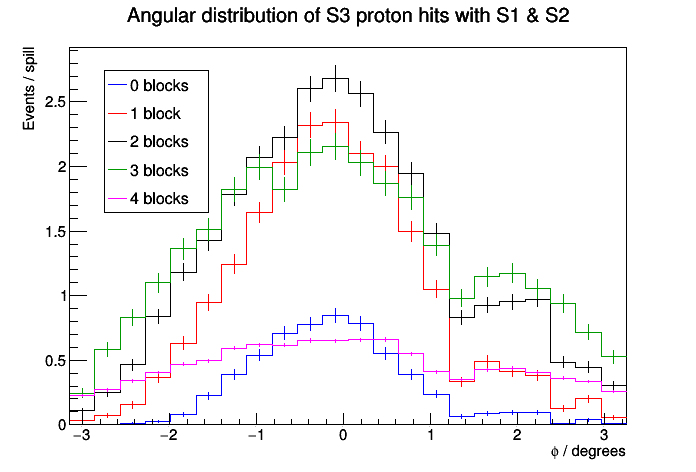 Angular distribution of S3 proton hits with S1 & S2
Events / spill
0 blocks
1 block
2 blocks
3 blocks
4 blocks
2.5
2
1.5
1
0.5
0
−3 −2 −1 0 1 2 3
ϕ / degrees